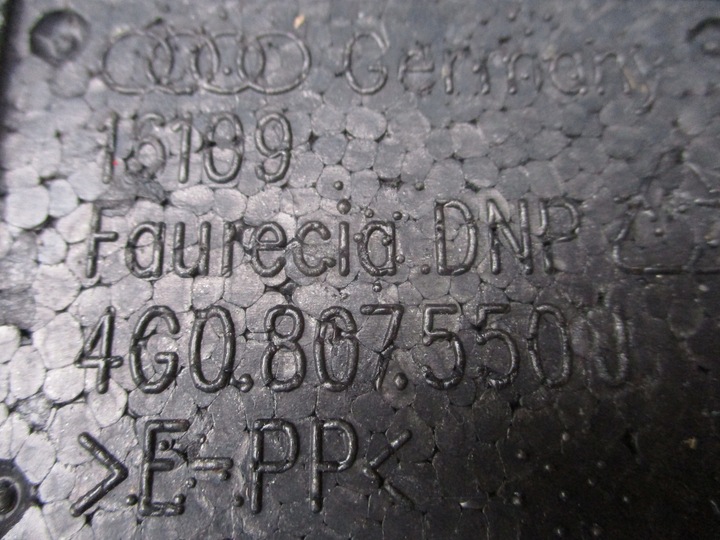 Germany
16109
Faurecia.DNP
4G0.807.550
>.E-.PP<